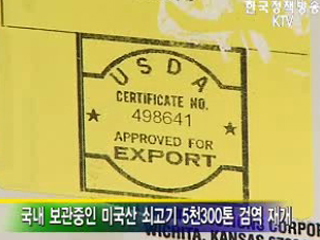 한국정책방송
KTV
USDA
CERTIFICATE NO.
498641
APPROVED FOR
EXPORT
국내 보관중인 미국산 쇠고기 5천300톤 검역 재개
CORPOR
WICHITA, KANSAS